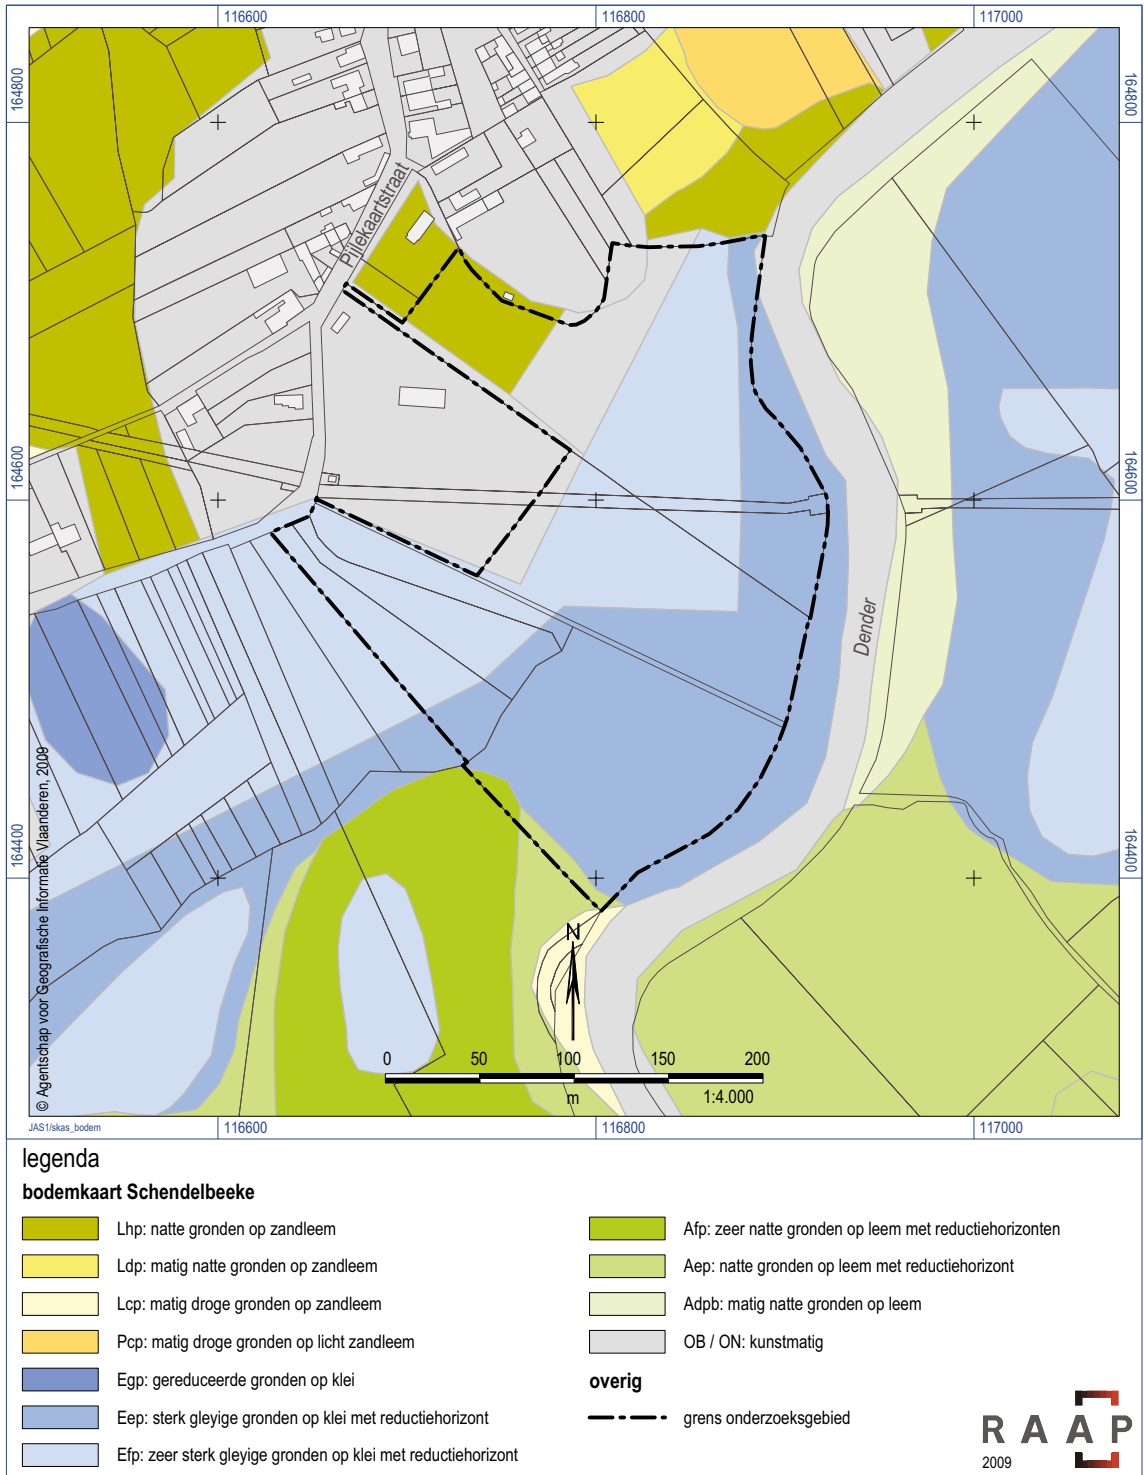 116600
116800
117000
164800
164800
Pijlekaartstraat
164600
164600
Dender
© Agentschap voor Geografische Informatie Vlaanderen, 2009
164400
164400
N
0 50 100 150 200
m 1:4.000
JAS1/skas_bodem
116600
116800
117000
legenda
bodemkaart Schendelbeeke
Lhp: natte gronden op zandleem
Ldp: matig natte gronden op zandleem
Lcp: matig droge gronden op zandleem
Pcp: matig droge gronden op licht zandleem
Egp: gereduceerde gronden op klei
Eep: sterk gleyige gronden op klei met reductiehorizont
Efp: zeer sterk gleyige gronden op klei met reductiehorizont
Afp: zeer natte gronden op leem met reductiehorizonten
Aep: natte gronden op leem met reductiehorizont
Adpb: matig natte gronden op leem
OB / ON: kunstmatig
overig
grens onderzoeksgebied
RAAP
2009